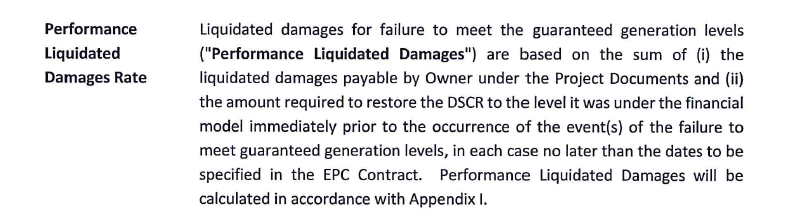 Performance
Liquidated
Damages Rate
Liquidated damages for failure to meet the guaranteed generation levels
("Performance Liquidated Damages") are based on the sum of (i) the
liquidated damages payable by Owner under the Project Documents and (ii)
the amount required to restore the DSCR to the level it was under the financial
model immediately prior to the occurrence of the event(s) of the failure to
meet guaranteed generation levels, in each case no later than the dates to be
specified in the EPC Contract. Performance Liquidated Damages will be
calculated in accordance with Appendix I.